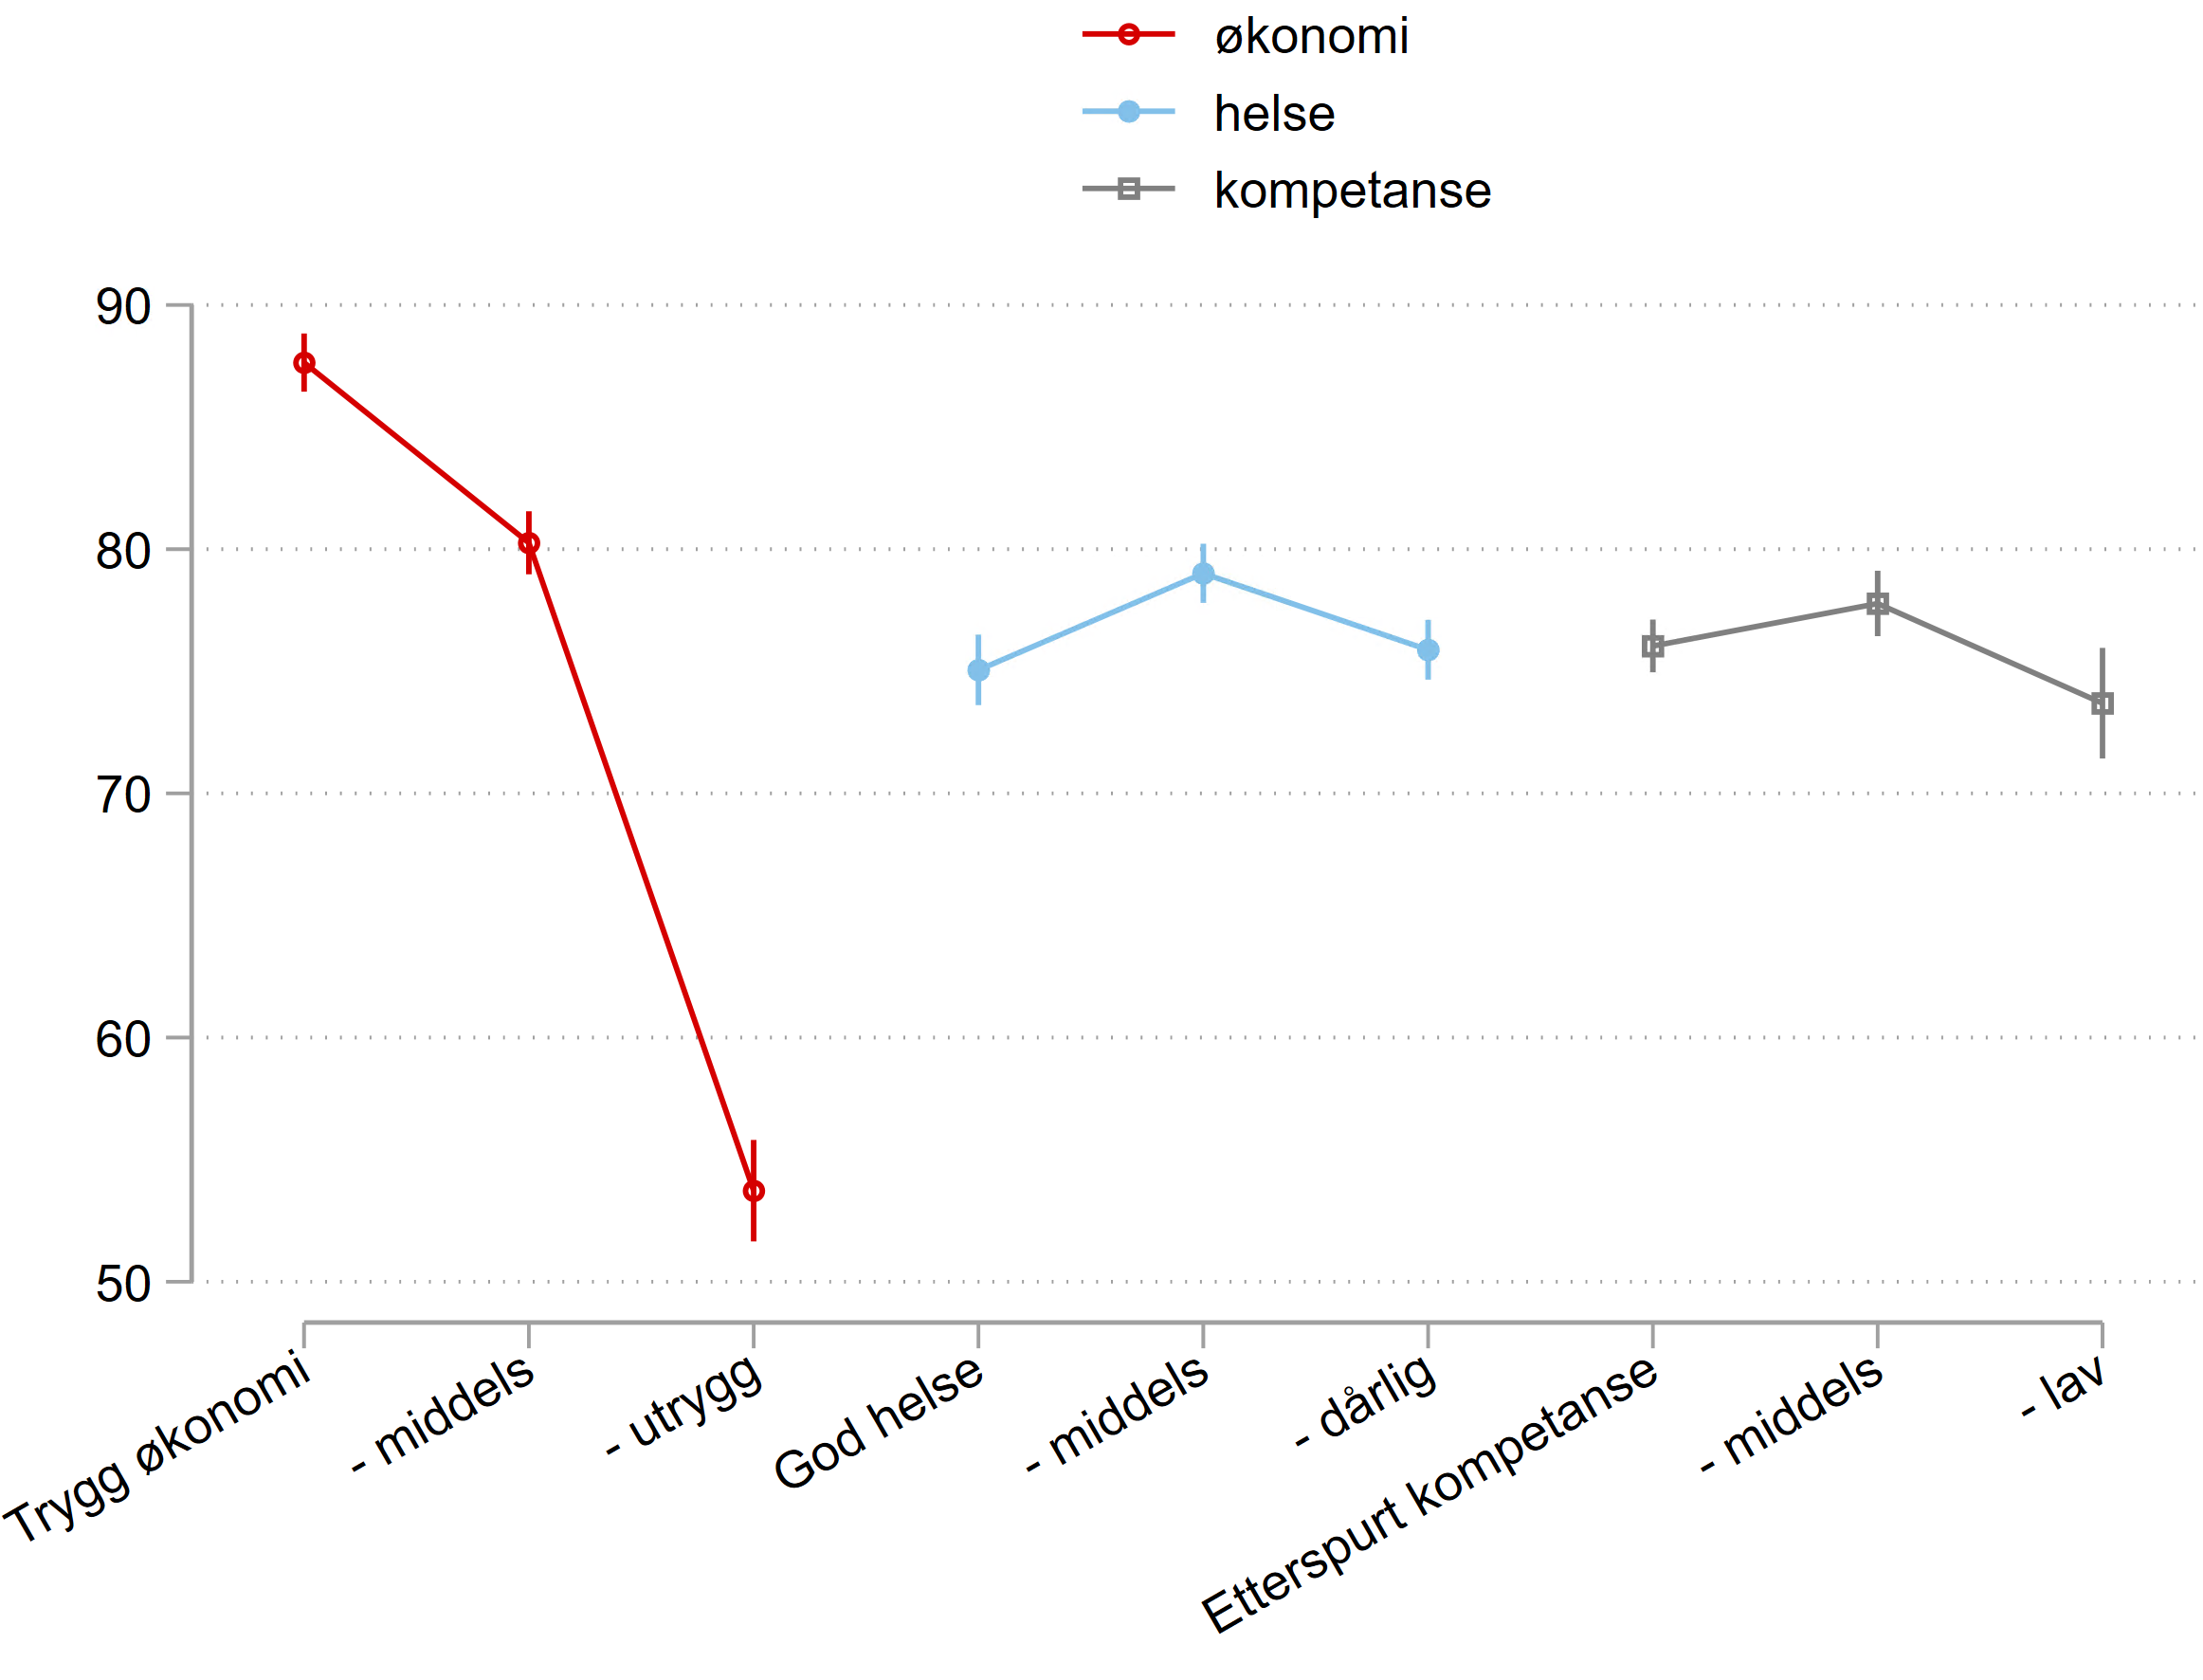 økonomi
helse
kompetanse
90
80
70
60
50
Trygg økonomi
- middels
- utrygg
God helse
- middels
- dårlig
Etterspurt kompetanse
- middels
- lav